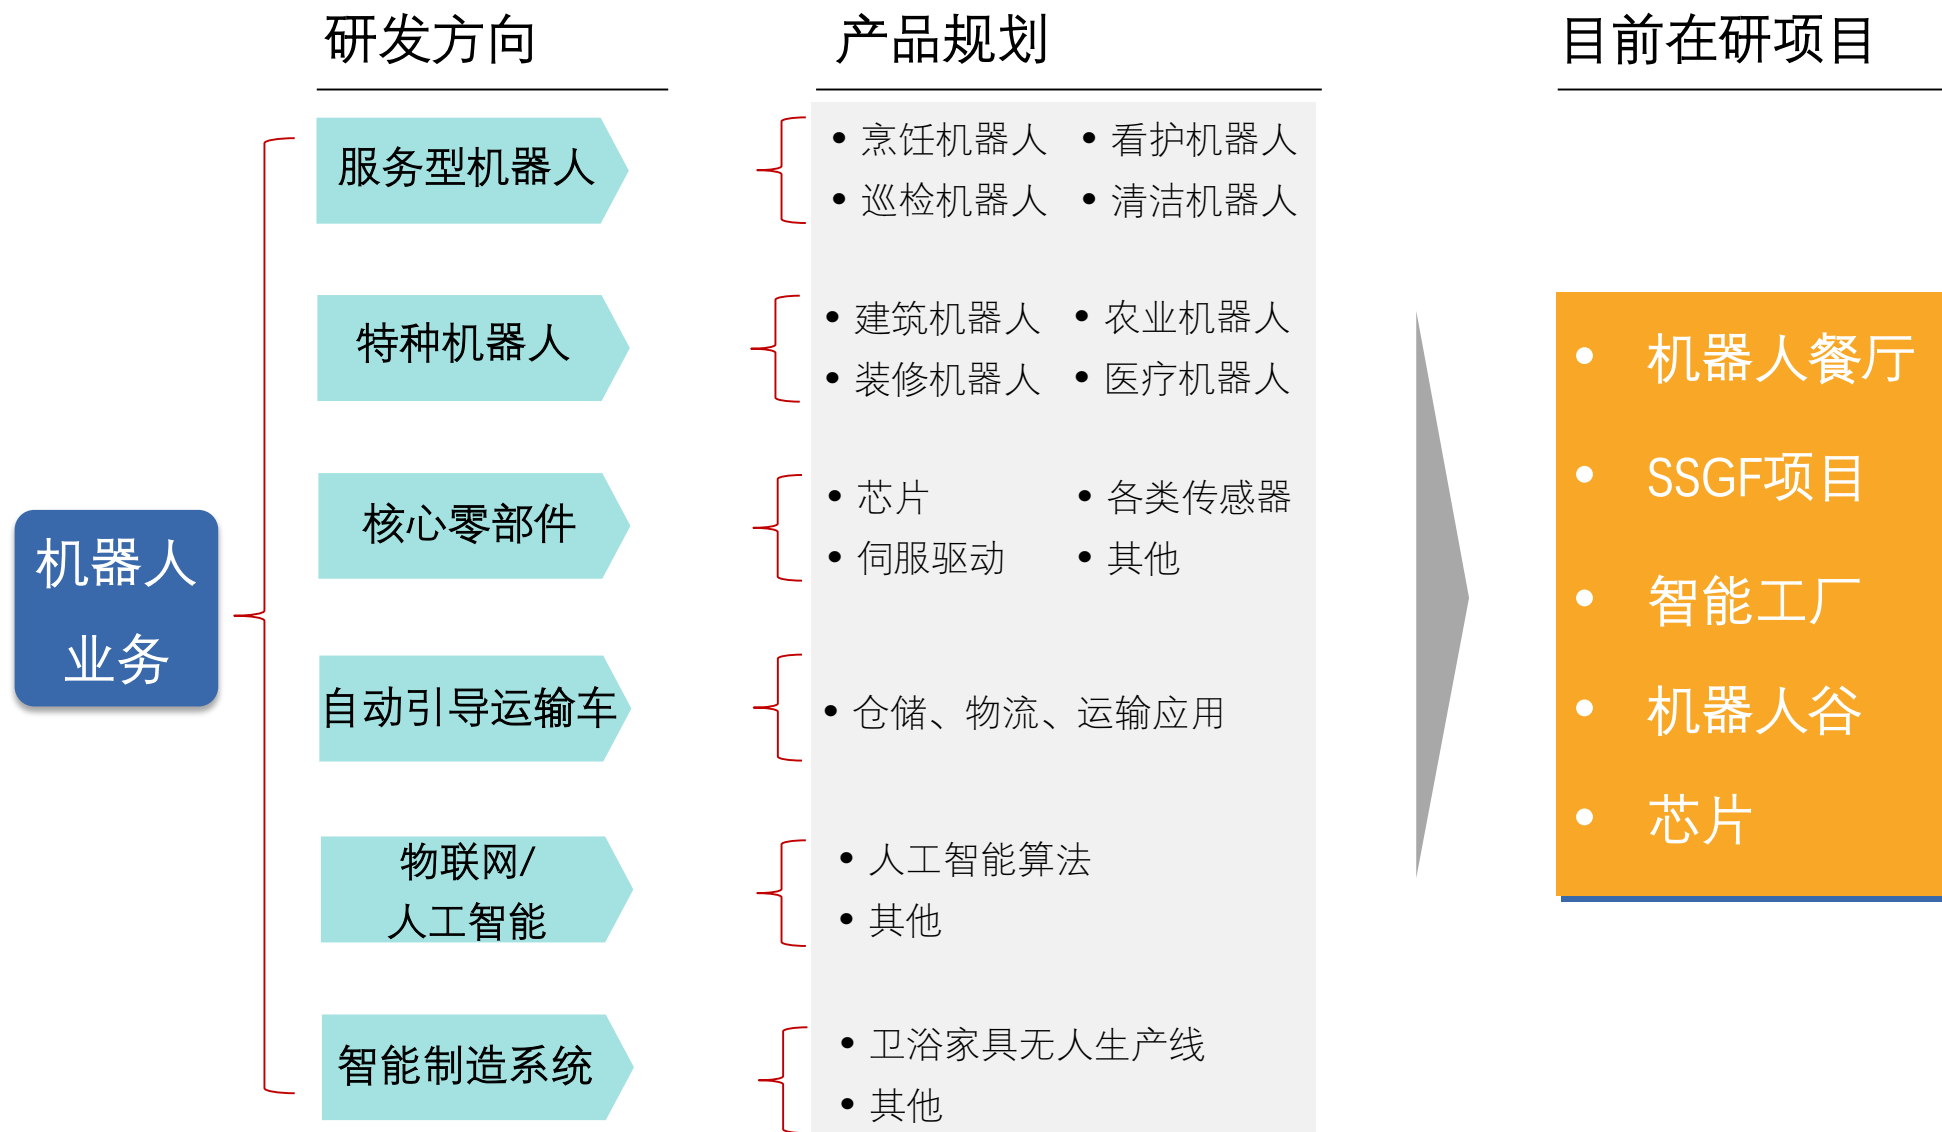 研发方向
产品规划
目前在研项目
机器人
业务
服务型机器人
• 烹饪机器人 • 看护机器人
• 巡检机器人 • 清洁机器人
特种机器人
• 建筑机器人 • 农业机器人
• 装修机器人 • 医疗机器人
核心零部件
• 芯片 • 各类传感器
• 伺服驱动 • 其他
自动引导运输车
• 仓储、物流、运输应用
物联网/
人工智能
• 人工智能算法
• 其他
智能制造系统
• 卫浴家具无人生产线
• 其他
• 机器人餐厅
• SSGF项目
• 智能工厂
• 机器人谷
• 芯片